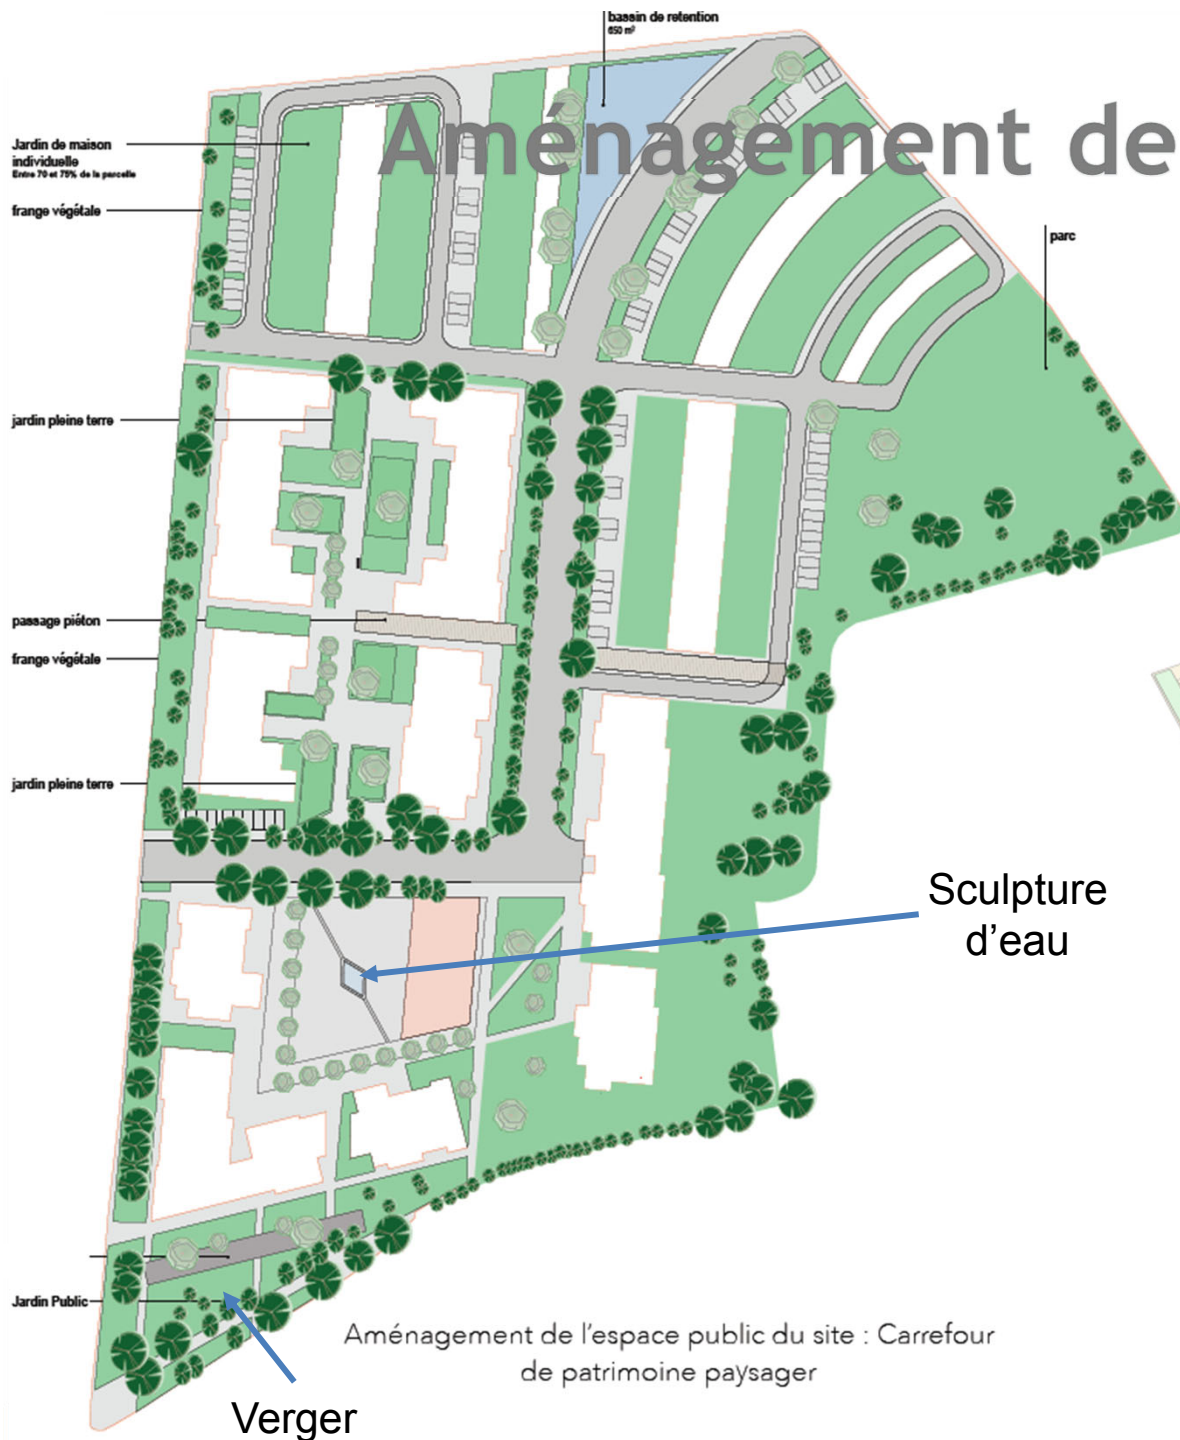 bassin de retention
650 m³
Aménagement de
Jardin de maison
individuelle
Entre 70 et 75% de la parcelle
frange végétale
parc
jardin pleine terre
passage piéton
frange végétale
jardin pleine terre
Sculpture
d'eau
Jardin Public
Aménagement de l'espace public du site : Carrefour
de patrimoine paysager
Verger